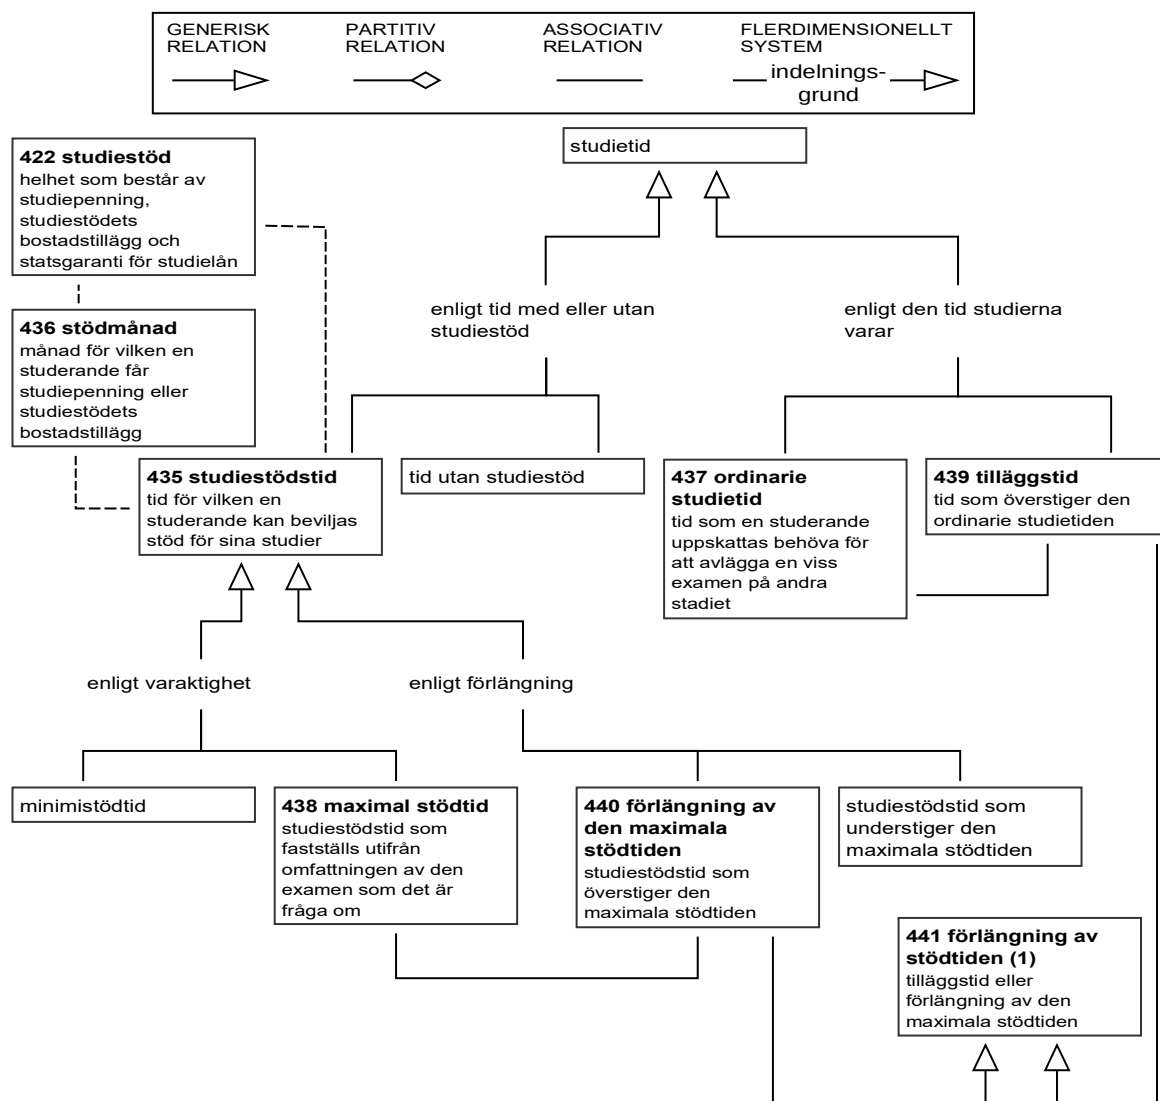 GENERISK
RELATION
PARTITIV
RELATION
ASSOCIATIV
RELATION
FLERDIMENSIONELLT
SYSTEM
indelnings-
grund
studietid
422 studiestöd
helhet som består av
studiepenning,
studiestödets
bostadstillägg och
statsgaranti för studielån
enligt tid med eller utan
studiestöd
enligt den tid studierna
varar
436 stödmånad
månad för vilken en
studerande får
studiepenning eller
studiestödets
bostadstillägg
435 studiestödstid
tid för vilken en
studerande kan beviljas
stöd för sina studier
tid utan studiestöd
437 ordinarie
studietid
tid som en studerande
uppskattas behöva för
att avlägga en viss
examen på andra
stadiet
439 tilläggstid
tid som överstiger den
ordinarie studietiden
enligt varaktighet
enligt förlängning
minimistödtid
438 maximal stödtid
studiestödstid som
fastställs utifrån
omfattningen av den
examen som det är
fråga om
440 förlängning av
den maximala
stödtiden
studiestödstid som
överstiger den
maximala stödtiden
studiestödstid som
understiger den
maximala stödtiden
441 förlängning av
stödtiden (1)
tilläggstid eller
förlängning av den
maximala stödtiden